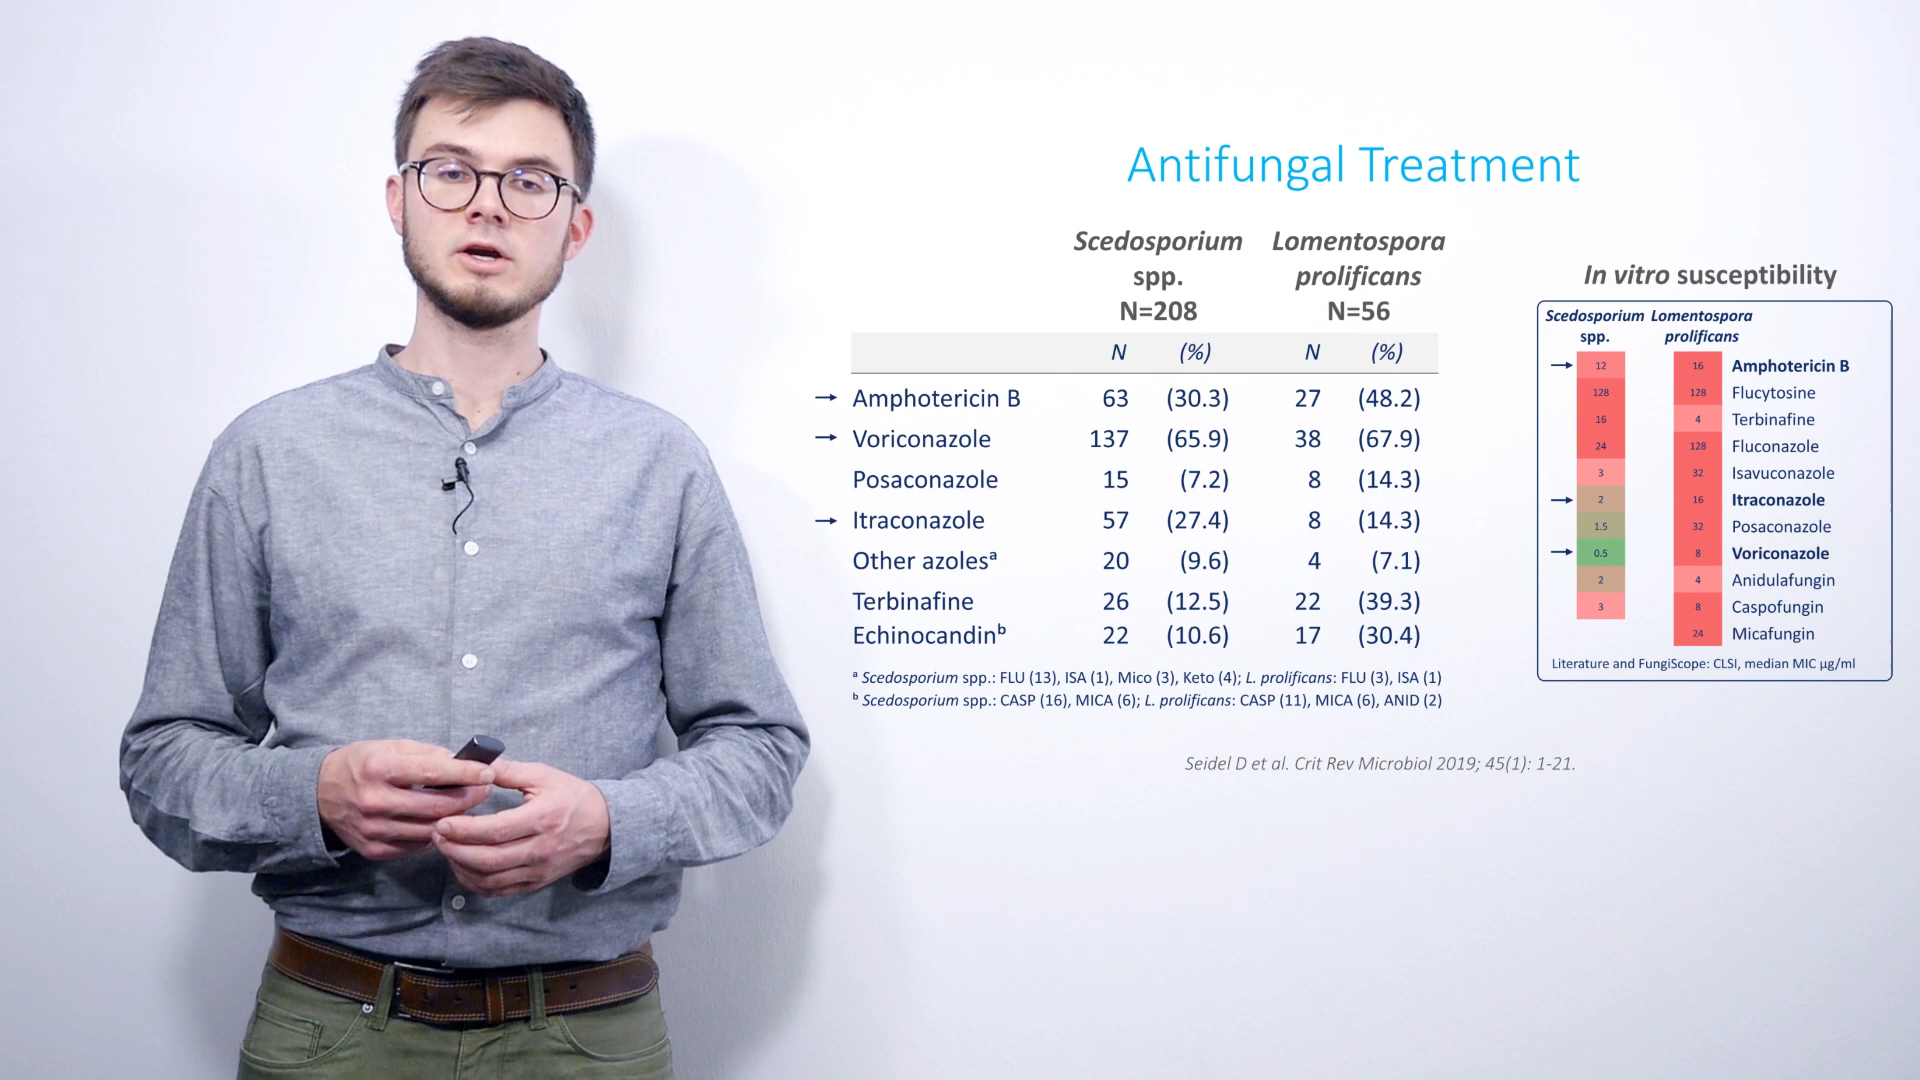 Antifungal Treatment
Scedosporium Lomentospora
spp. prolificans
N=208 N=56
N (%) N (%)
→ Amphotericin B 63 (30.3) 27 (48.2)
→ Voriconazole 137 (65.9) 38 (67.9)
Posaconazole 15 (7.2) 8 (14.3)
→ Itraconazole 57 (27.4) 8 (14.3)
Other azolesᵃ 20 (9.6) 4 (7.1)
Terbinafine 26 (12.5) 22 (39.3)
Echinocandinᵇ 22 (10.6) 17 (30.4)
ᵃ Scedosporium spp.: FLU (13), ISA (1), Mico (3), Keto (4); L. prolificans: FLU (3), ISA (1)
ᵇ Scedosporium spp.: CASP (16), MICA (6); L. prolificans: CASP (11), MICA (6), ANID (2)
In vitro susceptibility
Scedosporium Lomentospora
spp. prolificans
→ 12 16 Amphotericin B
128 128 Flucytosine
16 4 Terbinafine
24 128 Fluconazole
3 32 Isavuconazole
→ 2 16 Itraconazole
1.5 32 Posaconazole
→ 0.5 8 Voriconazole
2 4 Anidulafungin
3 8 Caspofungin
24 Micafungin
Literature and FungiScope: CLSI, median MIC µg/ml
Seidel D et al. Crit Rev Microbiol 2019; 45(1): 1-21.